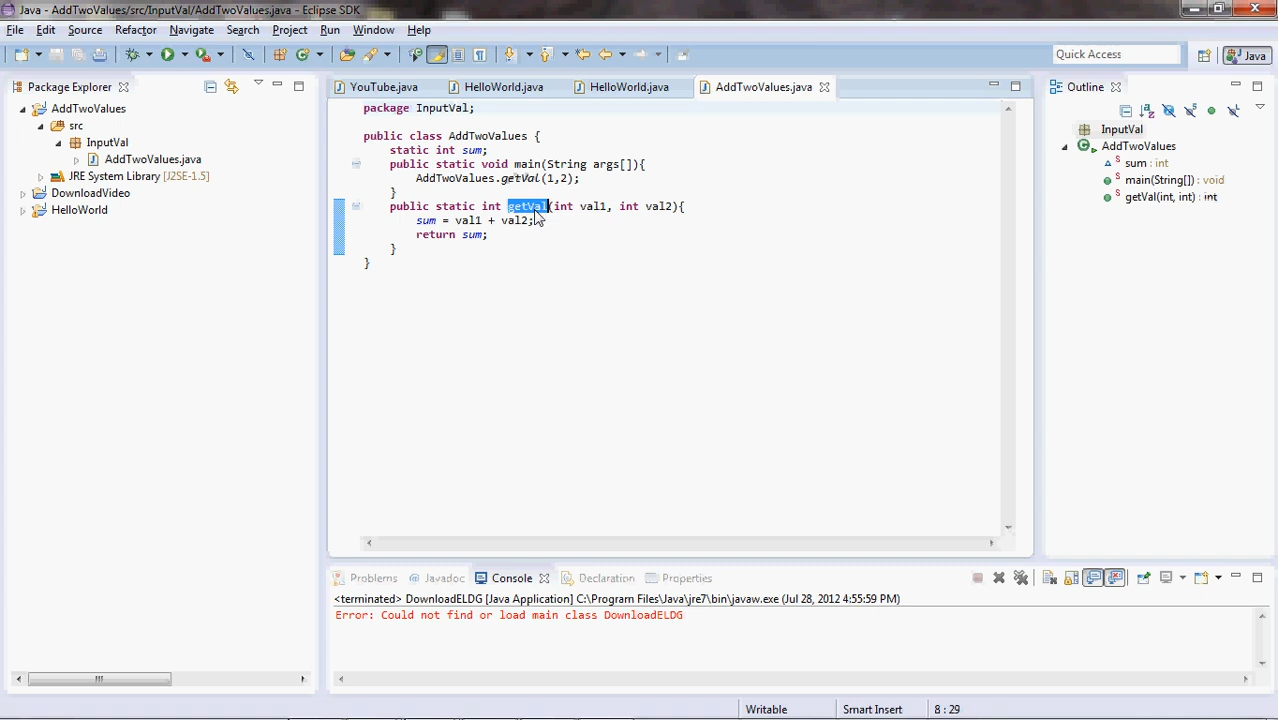 Java - AddTwoValues/src/InputVal/AddTwoValues.java - Eclipse SDK
File Edit Source Refactor Navigate Search Project Run Window Help
Quick Access Java
Package Explorer
AddTwoValues
src
InputVal
AddTwoValues.java
JRE System Library [J2SE-1.5]
DownloadVideo
HelloWorld
YouTube.java HelloWorld.java HelloWorld.java AddTwoValues.java
package InputVal;
public class AddTwoValues {
static int sum;
public static void main(String args[]){
AddTwoValues.getVal(1,2);
}
public static int getVal(int val1, int val2){
sum = val1 + val2;
return sum;
}
}
Outline
InputVal
AddTwoValues
sum : int
main(String[]) : void
getVal(int, int) : int
Problems @ Javadoc Console Declaration Properties
<terminated> DownloadELDG [Java Application] C:\Program Files\Java\jre7\bin\javaw.exe (Jul 28, 2012 4:55:59 PM)
Error: Could not find or load main class DownloadELDG
Writable Smart Insert 8 : 29